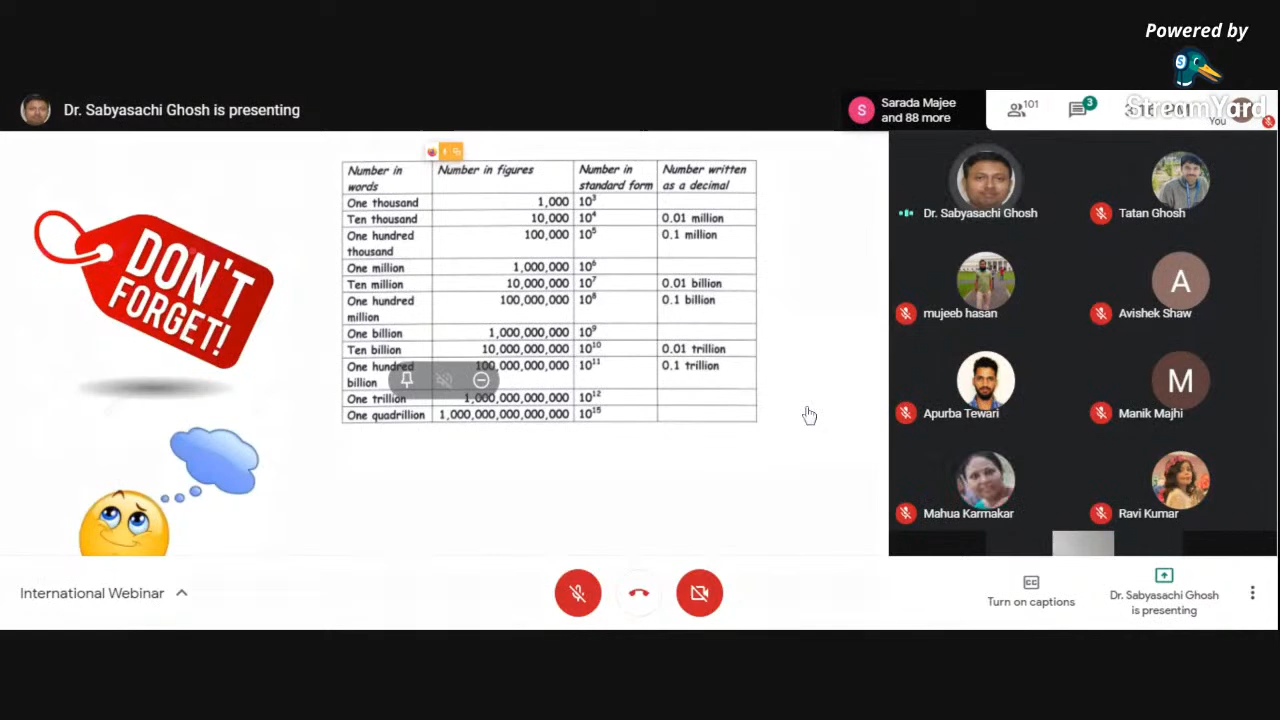 Powered by
S
StreamYard
Dr. Sabyasachi Ghosh is presenting
S
Sarada Majee
and 88 more
101
3
You
DON'T
FORGET!
Number in words | Number in figures | Number in standard form | Number written as a decimal
One thousand | 1,000 | 10³
Ten thousand | 10,000 | 10⁴ | 0.01 million
One hundred thousand | 100,000 | 10⁵ | 0.1 million
One million | 1,000,000 | 10⁶
Ten million | 10,000,000 | 10⁷ | 0.01 billion
One hundred million | 100,000,000 | 10⁸ | 0.1 billion
One billion | 1,000,000,000 | 10⁹
Ten billion | 10,000,000,000 | 10¹⁰ | 0.01 trillion
One hundred billion | 100,000,000,000 | 10¹¹ | 0.1 trillion
One trillion | 1,000,000,000,000 | 10¹²
One quadrillion | 1,000,000,000,000,000 | 10¹⁵
Dr. Sabyasachi Ghosh
Tatan Ghosh
mujeeb hasan
A
Avishek Shaw
Apurba Tewari
M
Manik Majhi
Mahua Karmakar
Ravi Kumar
International Webinar
CC
Turn on captions
Dr. Sabyasachi Ghosh
is presenting